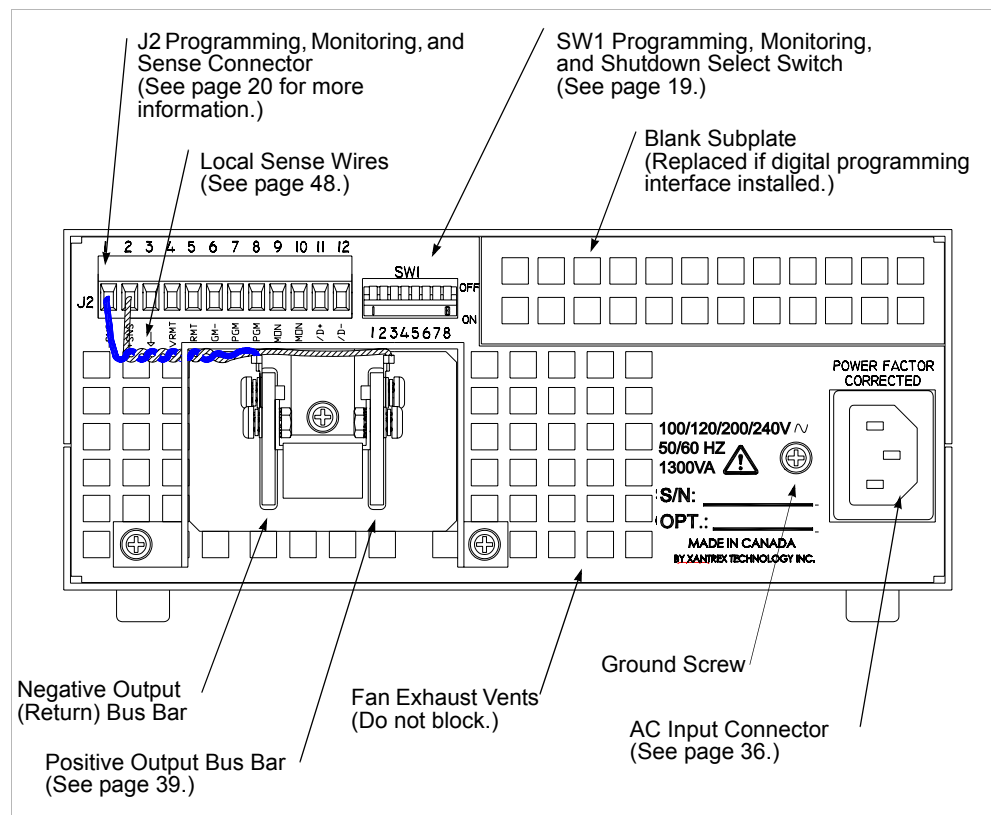 J2 Programming, Monitoring, and
Sense Connector
(See page 20 for more
information.)
SW1 Programming, Monitoring,
and Shutdown Select Switch
(See page 19.)
Local Sense Wires
(See page 48.)
Blank Subplate
(Replaced if digital programming
interface installed.)
1 2 3 4 5 6 7 8 9 10 11 12
SW1
OFF
ON
J2
12345678
+SNS
VRMT
RMT
GM-
PGM
PGM
MON
MON
/D+
/D-
POWER FACTOR
CORRECTED
100/120/200/240V ~
50/60 HZ
1300VA
S/N:
OPT.:
MADE IN CANADA
BY XANTREX TECHNOLOGY INC.
Negative Output
(Return) Bus Bar
Fan Exhaust Vents
(Do not block.)
Ground Screw
Positive Output Bus Bar
(See page 39.)
AC Input Connector
(See page 36.)